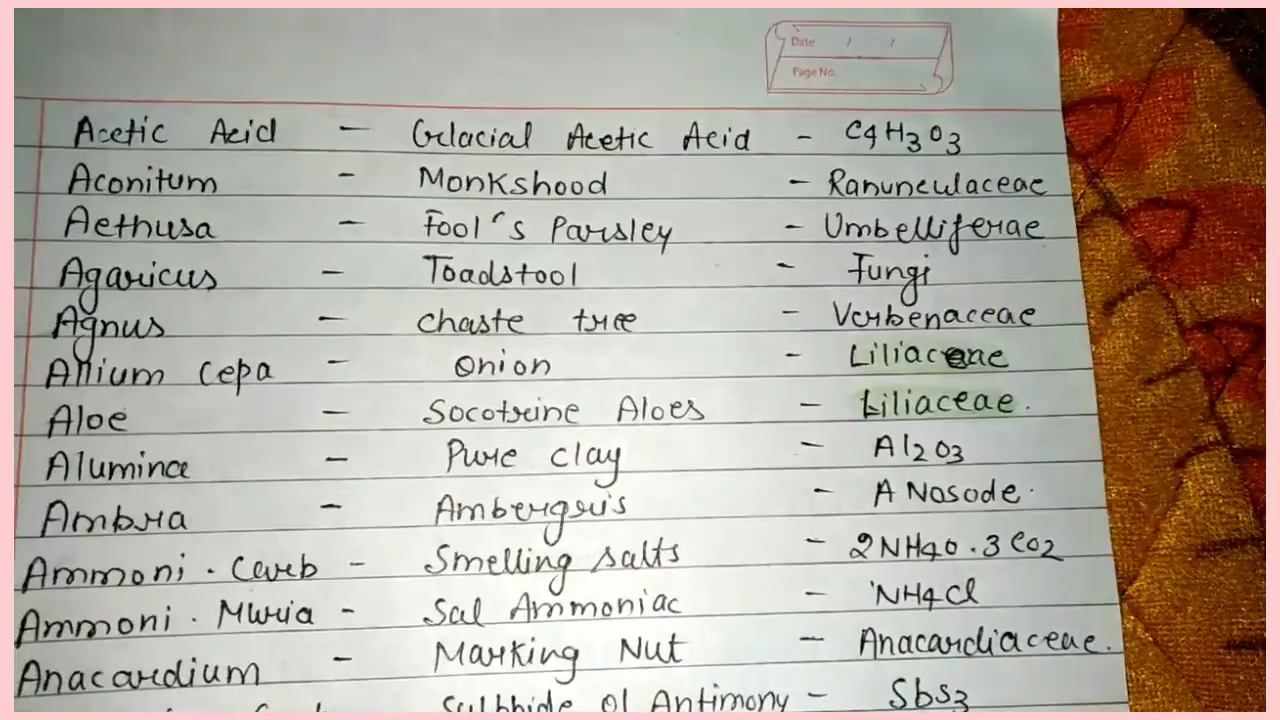 Date / /
Page No.
Acetic Acid - Glacial Acetic Acid - C4H3O3
Aconitum - Monkshood - Ranunculaceae
Aethusa - Fool's Parsley - Umbelliferae
Agaricus - Toadstool - Fungi
Agnus - chaste tree - Verbenaceae
Allium Cepa - Onion - Liliaceae
Aloe - Socotrine Aloes - Liliaceae.
Alumina - Pure clay - Al2O3
Ambra - Ambergris - A Nosode.
Ammoni. Carb - Smelling salts - 2NH4O.3CO2
Ammoni. Muria - Sal Ammoniac - NH4Cl
Anacardium - Marking Nut - Anacardiaceae.
Sulphide of Antimony - SbS3